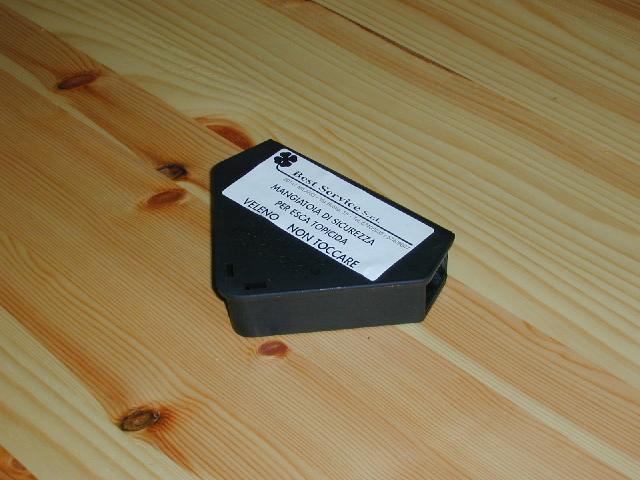 Best Service s.r.l.
MANGIATOIA DI SICUREZZA
PER ESCA TOPICIDA
VELENO NON TOCCARE